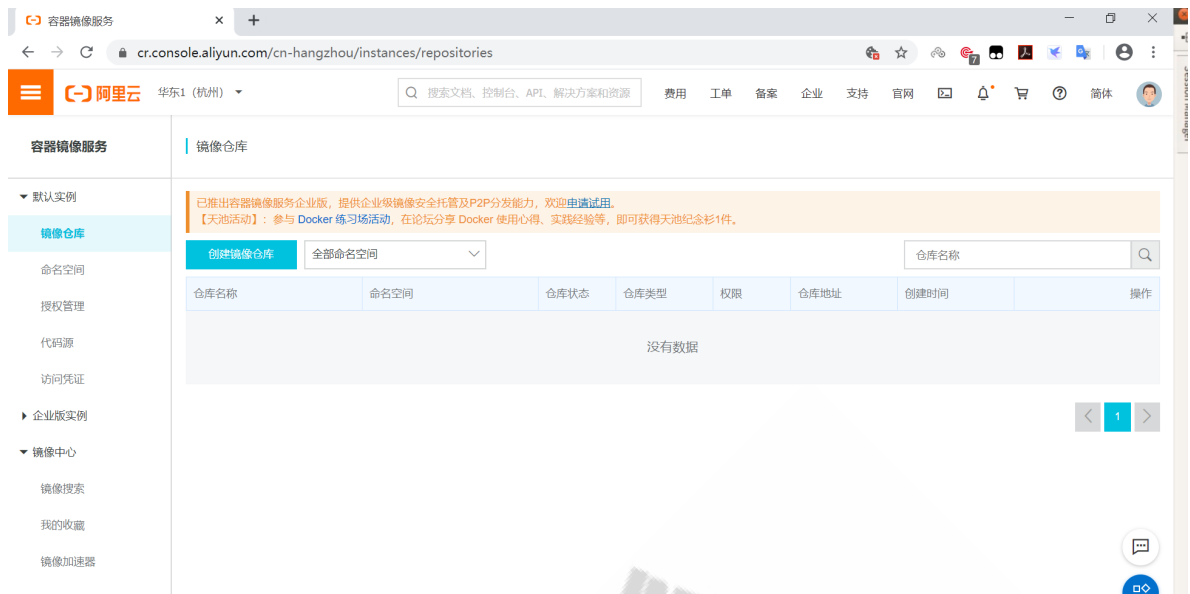 容器镜像服务
cr.console.aliyun.com/cn-hangzhou/instances/repositories
7
阿里云 华东1（杭州） 搜索文档、控制台、API、解决方案和资源 费用 工单 备案 企业 支持 官网 简体
Session Manager
容器镜像服务
镜像仓库
默认实例
镜像仓库
命名空间
授权管理
代码源
访问凭证
企业版实例
镜像中心
镜像搜索
我的收藏
镜像加速器
已推出容器镜像服务企业版，提供企业级镜像安全托管及P2P分发能力，欢迎申请试用。
【天池活动】：参与 Docker 练习场活动，在论坛分享 Docker 使用心得、实践经验等，即可获得天池纪念衫1件。
创建镜像仓库 全部命名空间 仓库名称
仓库名称 命名空间 仓库状态 仓库类型 权限 仓库地址 创建时间 操作
没有数据
1